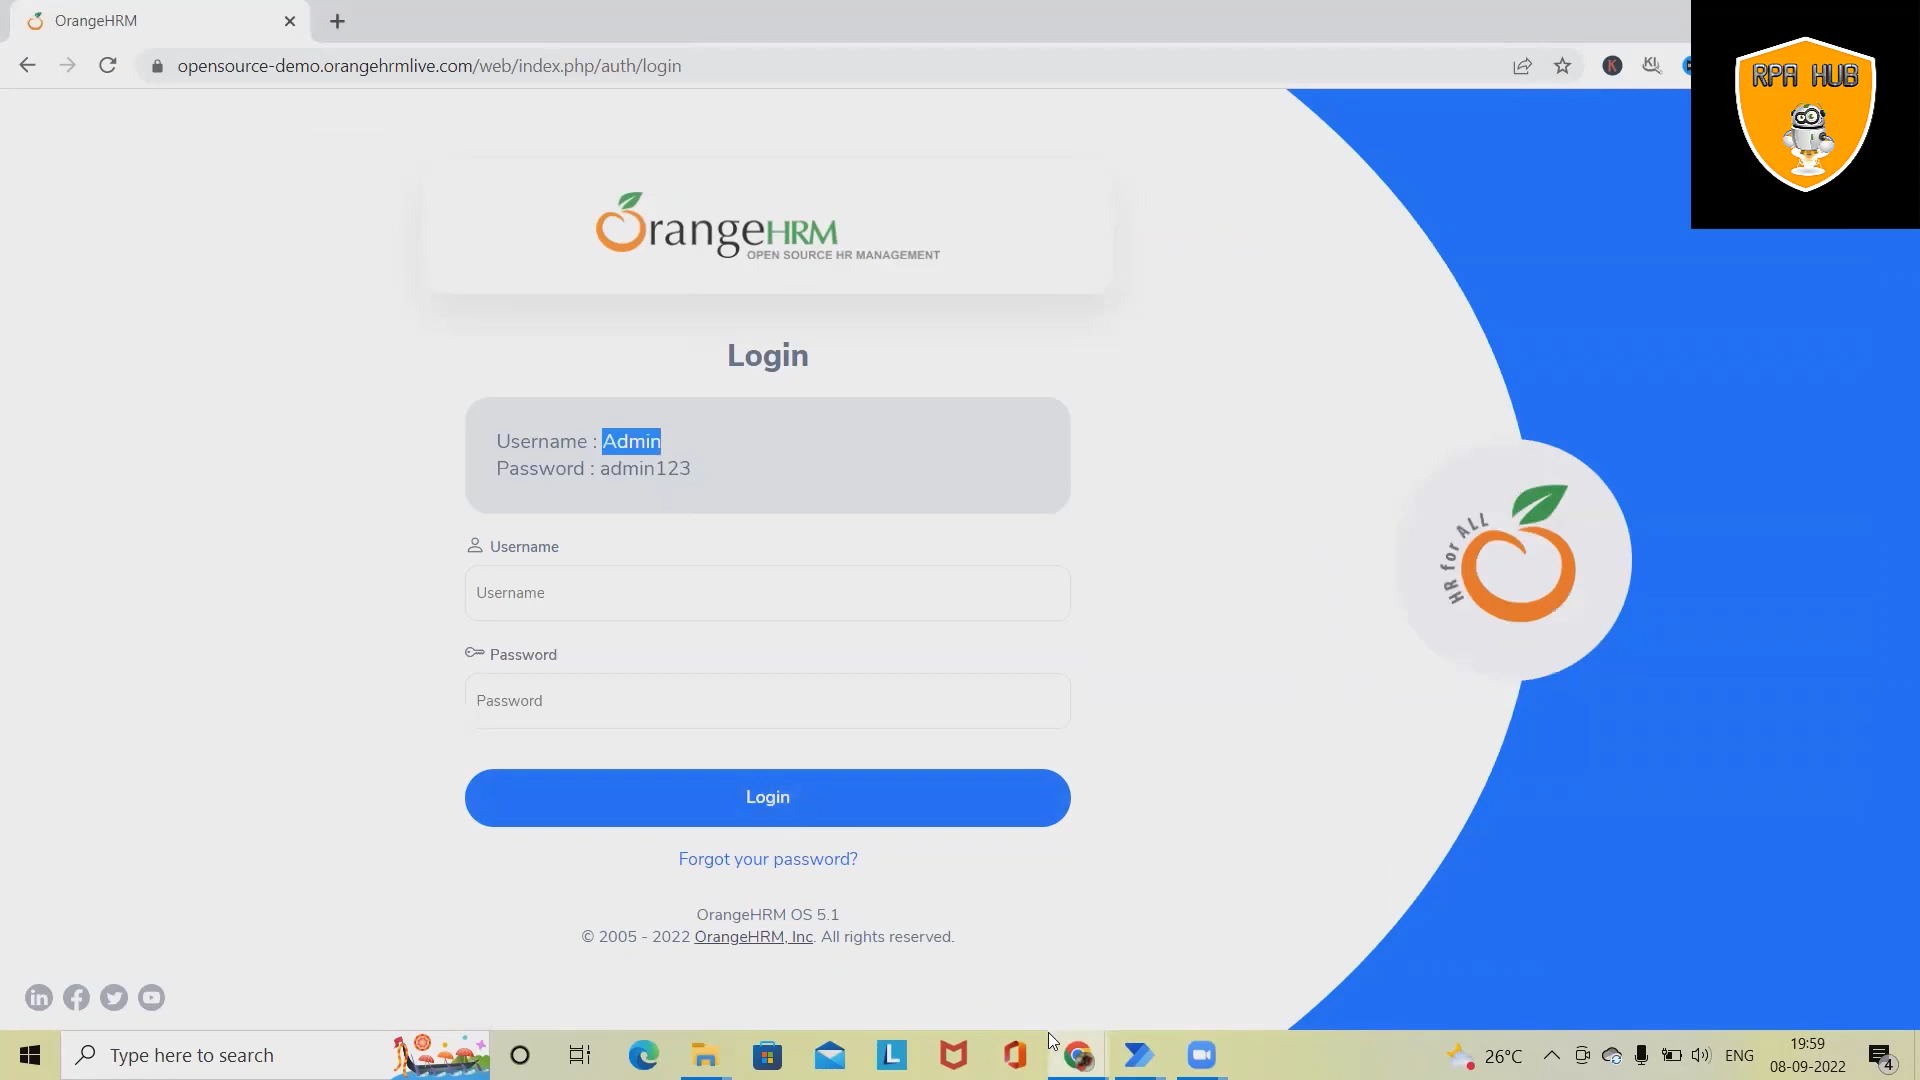 OrangeHRM
opensource-demo.orangehrmlive.com/web/index.php/auth/login
RPA HUB
OrangeHRM
OPEN SOURCE HR MANAGEMENT
Login
Username : Admin
Password : admin123
Username
Username
Password
Password
Login
Forgot your password?
OrangeHRM OS 5.1
© 2005 - 2022 OrangeHRM, Inc. All rights reserved.
HR for ALL
Type here to search
26°C
ENG
19:59
08-09-2022
4